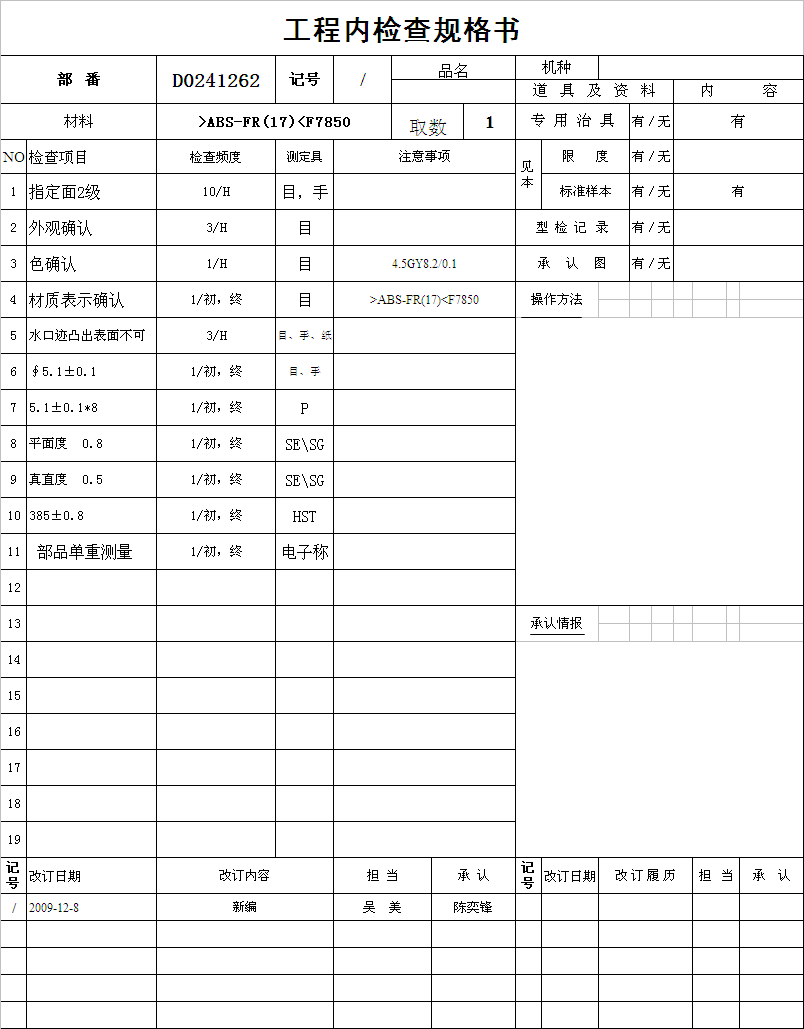 工程内检查规格书
部 番 D0241262 记号 / 品名 机种
道 具 及 资 料 内 容
材料 >ABS-FR(17)<F7850 取数 1 专 用 治 具 有 / 无 有
NO 检查项目 检查频度 测定具 注意事项 见本 限 度 有 / 无
1 指定面2级 10/H 目，手 标准样本 有 / 无 有
2 外观确认 3/H 目 型 检 记 录 有 / 无
3 色确认 1/H 目 4.5GY8.2/0.1 承 认 图 有 / 无
4 材质表示确认 1/初，终 目 >ABS-FR(17)<F7850 操作方法
5 水口迹凸出表面不可 3/H 目、手、纸
6 ∮5.1±0.1 1/初，终 目、手
7 5.1±0.1*8 1/初，终 P
8 平面度 0.8 1/初，终 SE\SG
9 真直度 0.5 1/初，终 SE\SG
10 385±0.8 1/初，终 HST
11 部品单重测量 1/初，终 电子称
12
13 承认情报
14
15
16
17
18
19
记号 改订日期 改订内容 担 当 承 认 记号 改订日期 改 订 履 历 担 当 承 认
/ 2009-12-8 新编 吴 美 陈奕锋